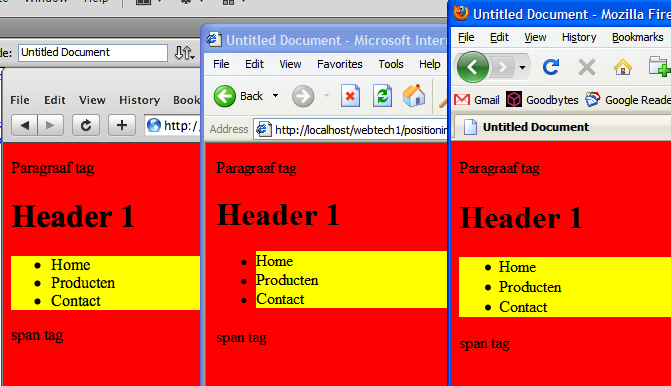 de: Untitled Document
File Edit View History Book
http://
Paragraaf tag
Header 1
Home
Producten
Contact
span tag
Untitled Document - Microsoft Intern
File Edit View Favorites Tools Help
Back
Address http://localhost/webtech1/positionin
Paragraaf tag
Header 1
Home
Producten
Contact
span tag
Untitled Document - Mozilla Fire
File Edit View History Bookmarks
Gmail Goodbytes Google Reade
Untitled Document
Paragraaf tag
Header 1
Home
Producten
Contact
span tag